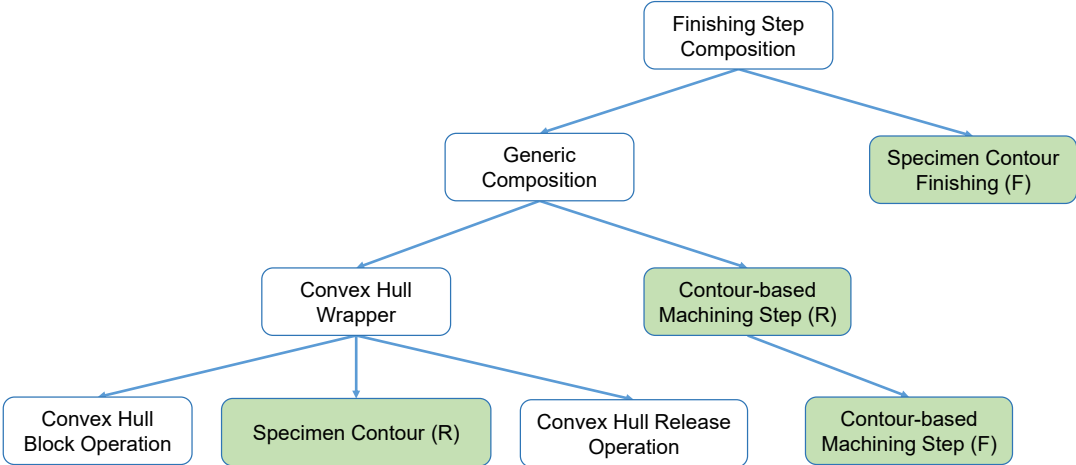 Finishing Step
Composition
Generic
Composition
Specimen Contour
Finishing (F)
Convex Hull
Wrapper
Contour-based
Machining Step (R)
Convex Hull
Block Operation
Specimen Contour (R)
Convex Hull Release
Operation
Contour-based
Machining Step (F)